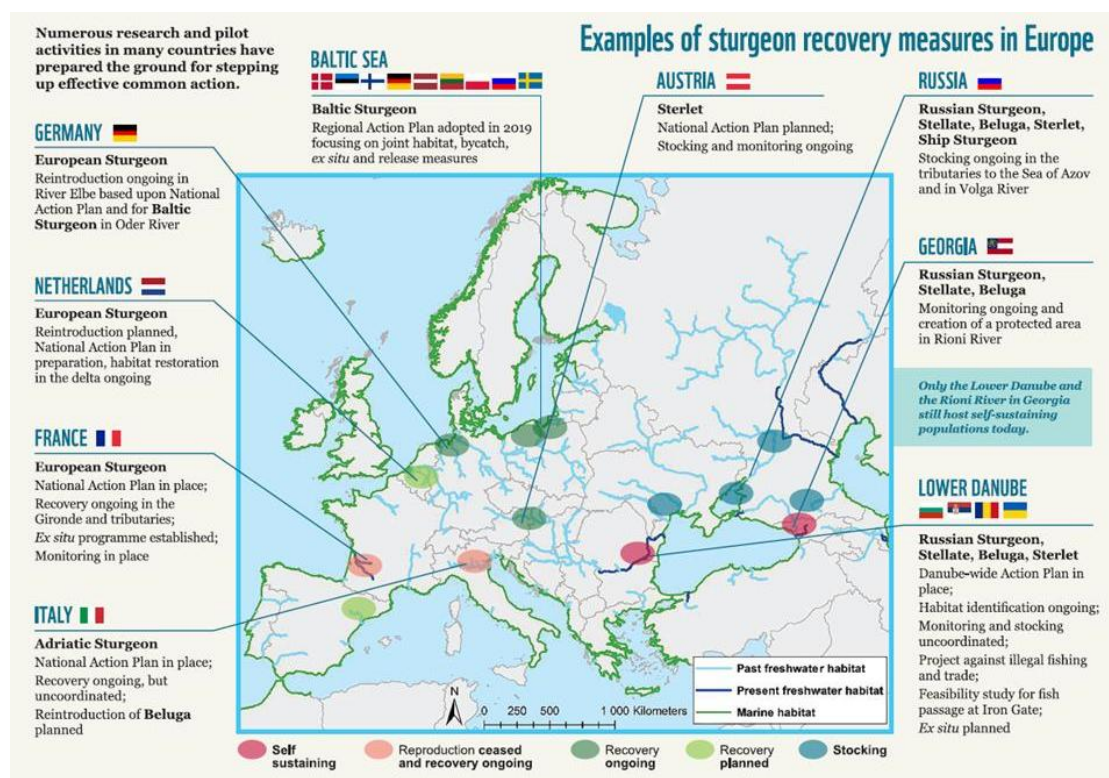 Numerous research and pilot
activities in many countries have
prepared the ground for stepping
up effective common action.
Examples of sturgeon recovery measures in Europe
BALTIC SEA
Baltic Sturgeon
Regional Action Plan adopted in 2019
focusing on joint habitat, bycatch,
ex situ and release measures
AUSTRIA
Sterlet
National Action Plan planned;
Stocking and monitoring ongoing
RUSSIA
Russian Sturgeon,
Stellate, Beluga, Sterlet,
Ship Sturgeon
Stocking ongoing in the
tributaries to the Sea of Azov
and in Volga River
GERMANY
European Sturgeon
Reintroduction ongoing in
River Elbe based upon National
Action Plan and for Baltic
Sturgeon in Oder River
GEORGIA
Russian Sturgeon,
Stellate, Beluga
Monitoring ongoing and
creation of a protected area
in Rioni River
NETHERLANDS
European Sturgeon
Reintroduction planned,
National Action Plan in
preparation, habitat restoration
in the delta ongoing
Only the Lower Danube and
the Rioni River in Georgia
still host self-sustaining
populations today.
FRANCE
European Sturgeon
National Action Plan in place;
Recovery ongoing in the
Gironde and tributaries;
Ex situ programme established;
Monitoring in place
LOWER DANUBE
Russian Sturgeon,
Stellate, Beluga, Sterlet
Danube-wide Action Plan in
place;
Habitat identification ongoing;
Monitoring and stocking
uncoordinated;
Project against illegal fishing
and trade;
Feasibility study for fish
passage at Iron Gate;
Ex situ planned
ITALY
Adriatic Sturgeon
National Action Plan in place;
Recovery ongoing, but
uncoordinated;
Reintroduction of Beluga
planned
Past freshwater habitat
Present freshwater habitat
Marine habitat
N
0 250 500 1 000 Kilometers
Self
sustaining
Reproduction ceased
and recovery ongoing
Recovery
ongoing
Recovery
planned
Stocking